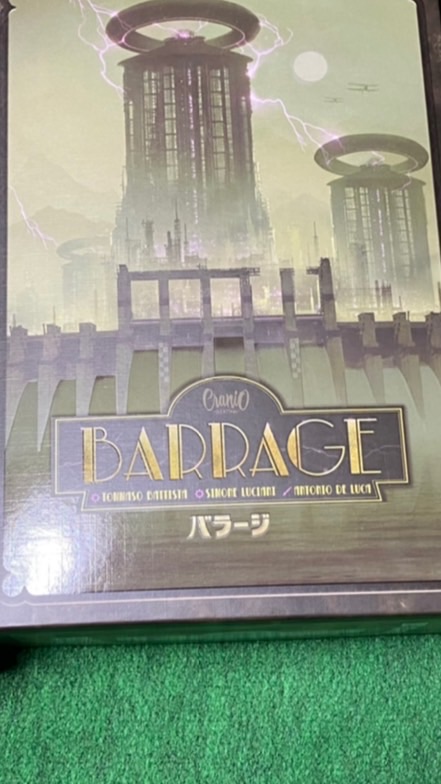 Cranio
BARRAGE
TOMMASO BATTISTA SIMONE LUCIANI ANTONIO DE LUCA
バラージ